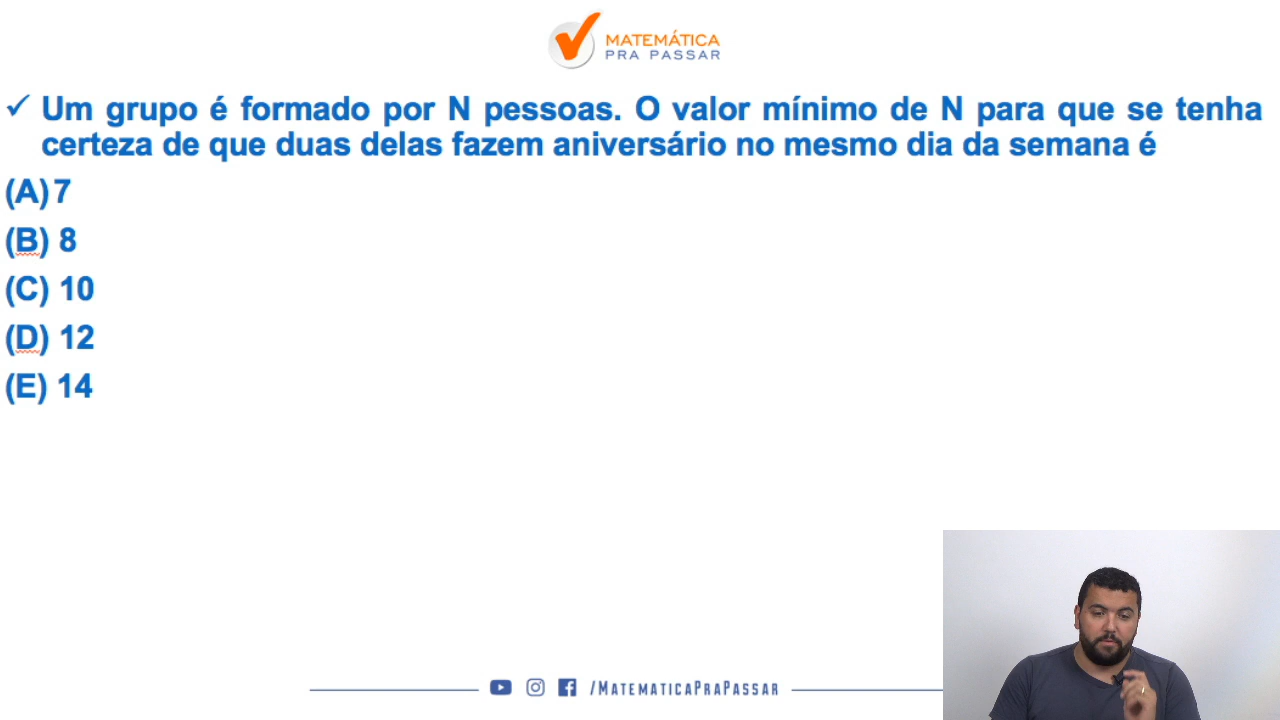 MATEMÁTICA
PRA PASSAR
✓ Um grupo é formado por N pessoas. O valor mínimo de N para que se tenha
certeza de que duas delas fazem aniversário no mesmo dia da semana é
(A) 7
(B) 8
(C) 10
(D) 12
(E) 14
/MATEMATICAPRAPASSAR